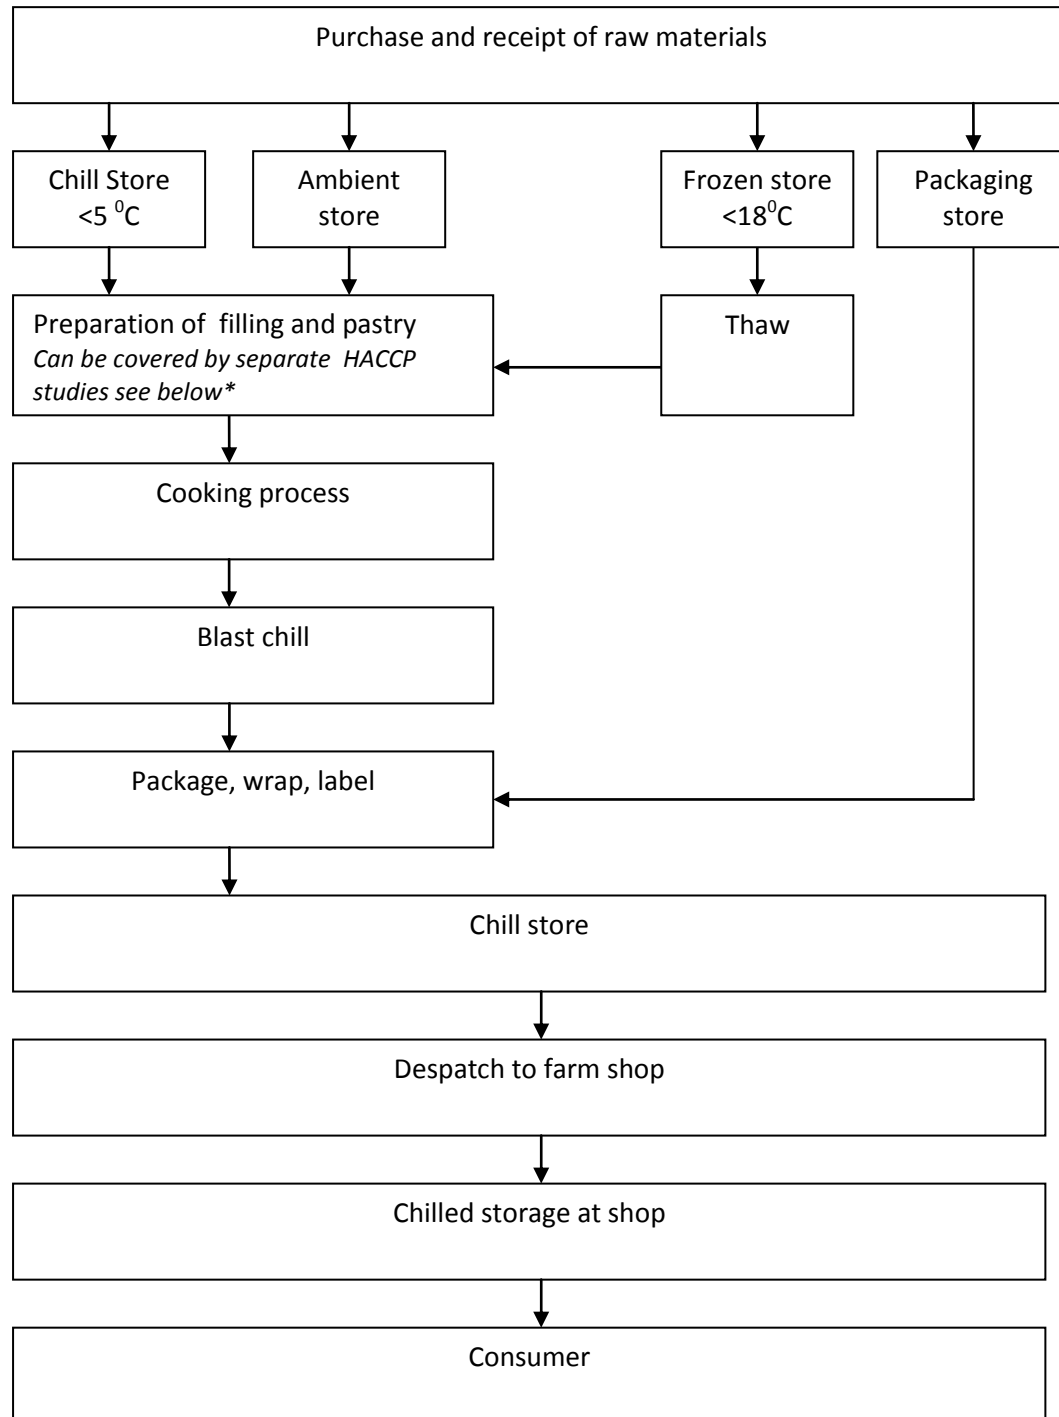 Purchase and receipt of raw materials
Chill Store
<5 ⁰C
Ambient
store
Frozen store
<18⁰C
Packaging
store
Preparation of  filling and pastry
Can be covered by separate  HACCP
studies see below*
Thaw
Cooking process
Blast chill
Package, wrap, label
Chill store
Despatch to farm shop
Chilled storage at shop
Consumer